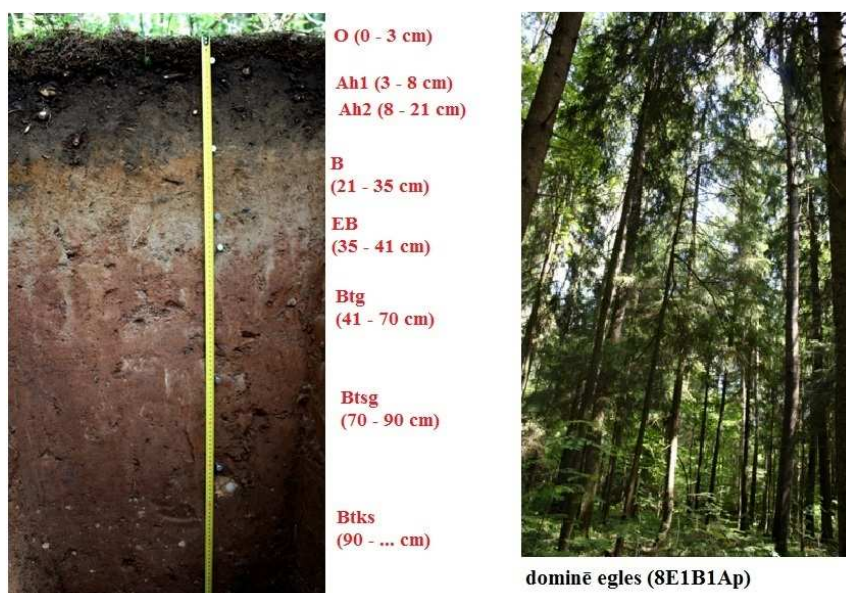 O (0 - 3 cm)
Ah1 (3 - 8 cm)
Ah2 (8 - 21 cm)
B
(21 - 35 cm)
EB
(35 - 41 cm)
Btg
(41 - 70 cm)
Btsg
(70 - 90 cm)
Btks
(90 - ... cm)
dominē egles (8E1B1Ap)